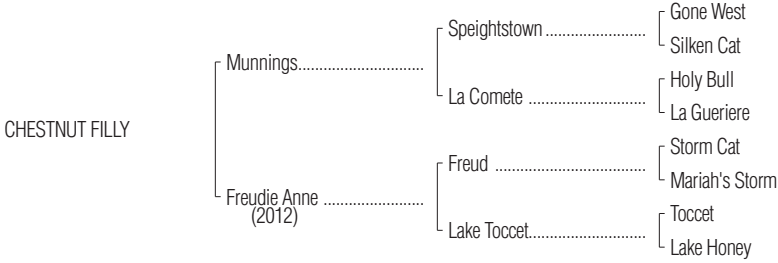 Gone West
Speightstown
Silken Cat
Munnings
Holy Bull
La Comete
La Gueriere
CHESTNUT FILLY
Storm Cat
Freud
Mariah's Storm
Freudie Anne
(2012)
Toccet
Lake Toccet
Lake Honey